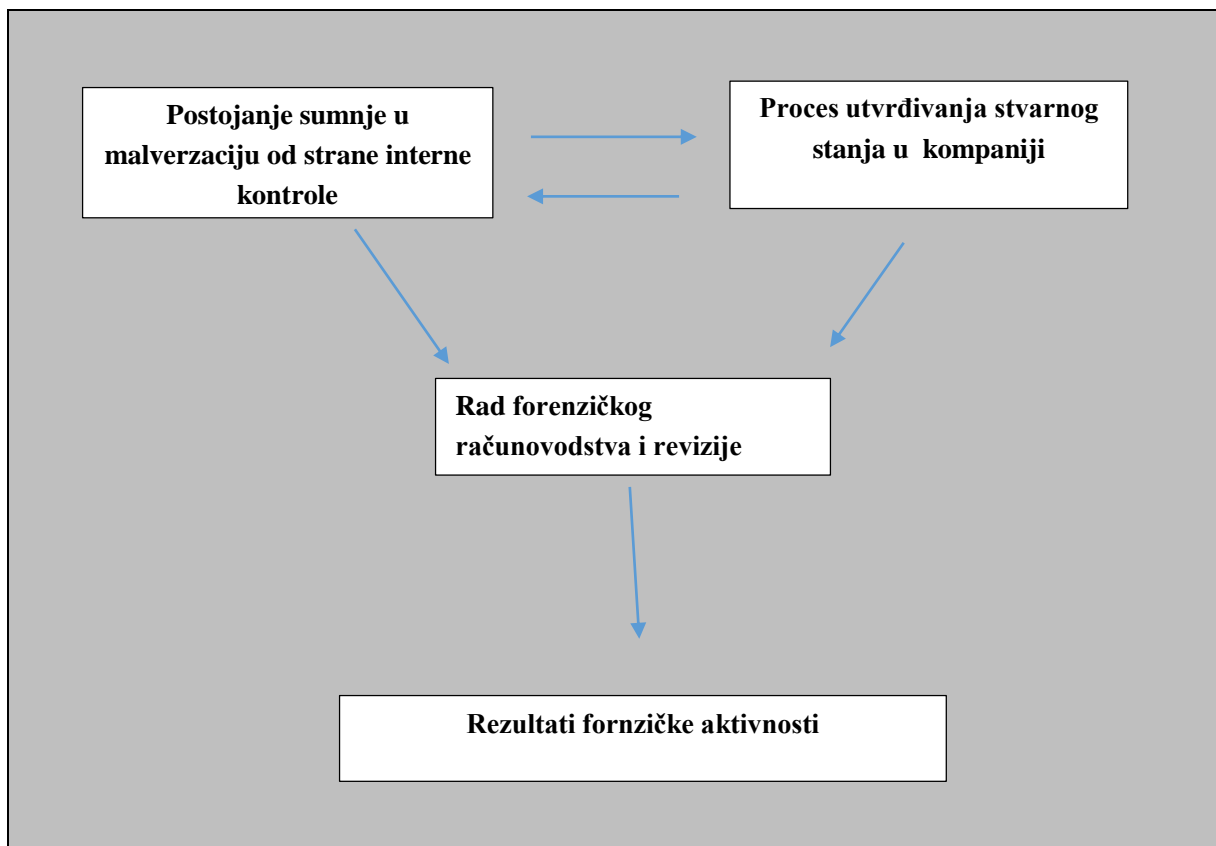 Postojanje sumnje u
malverzaciju od strane interne
kontrole
Proces utvrđivanja stvarnog
stanja u kompaniji
Rad forenzičkog
računovodstva i revizije
Rezultati fornzičke aktivnosti